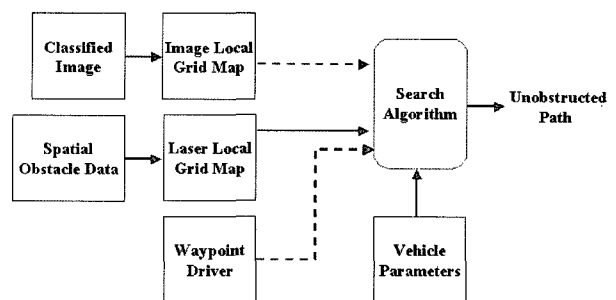 Classified
Image
Image Local
Grid Map
Search
Algorithm
Unobstructed
Path
Spatial
Obstacle Data
Laser Local
Grid Map
Waypoint
Driver
Vehicle
Parameters